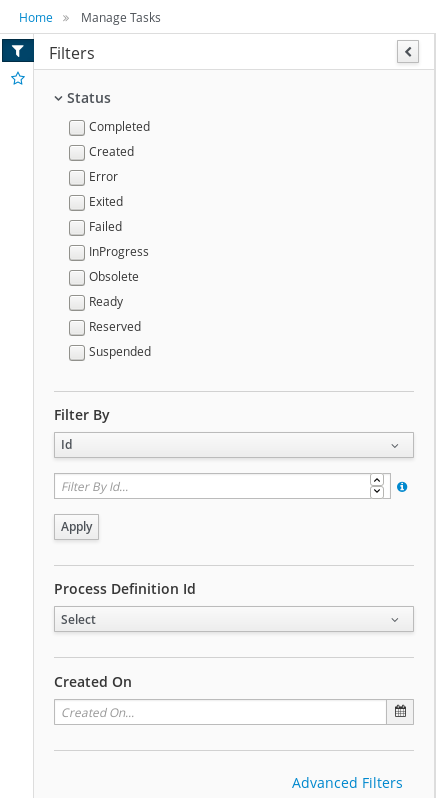 Home » Manage Tasks
Filters
Status
Completed
Created
Error
Exited
Failed
InProgress
Obsolete
Ready
Reserved
Suspended
Filter By
Id
Filter By Id...
Apply
Process Definition Id
Select
Created On
Created On...
Advanced Filters